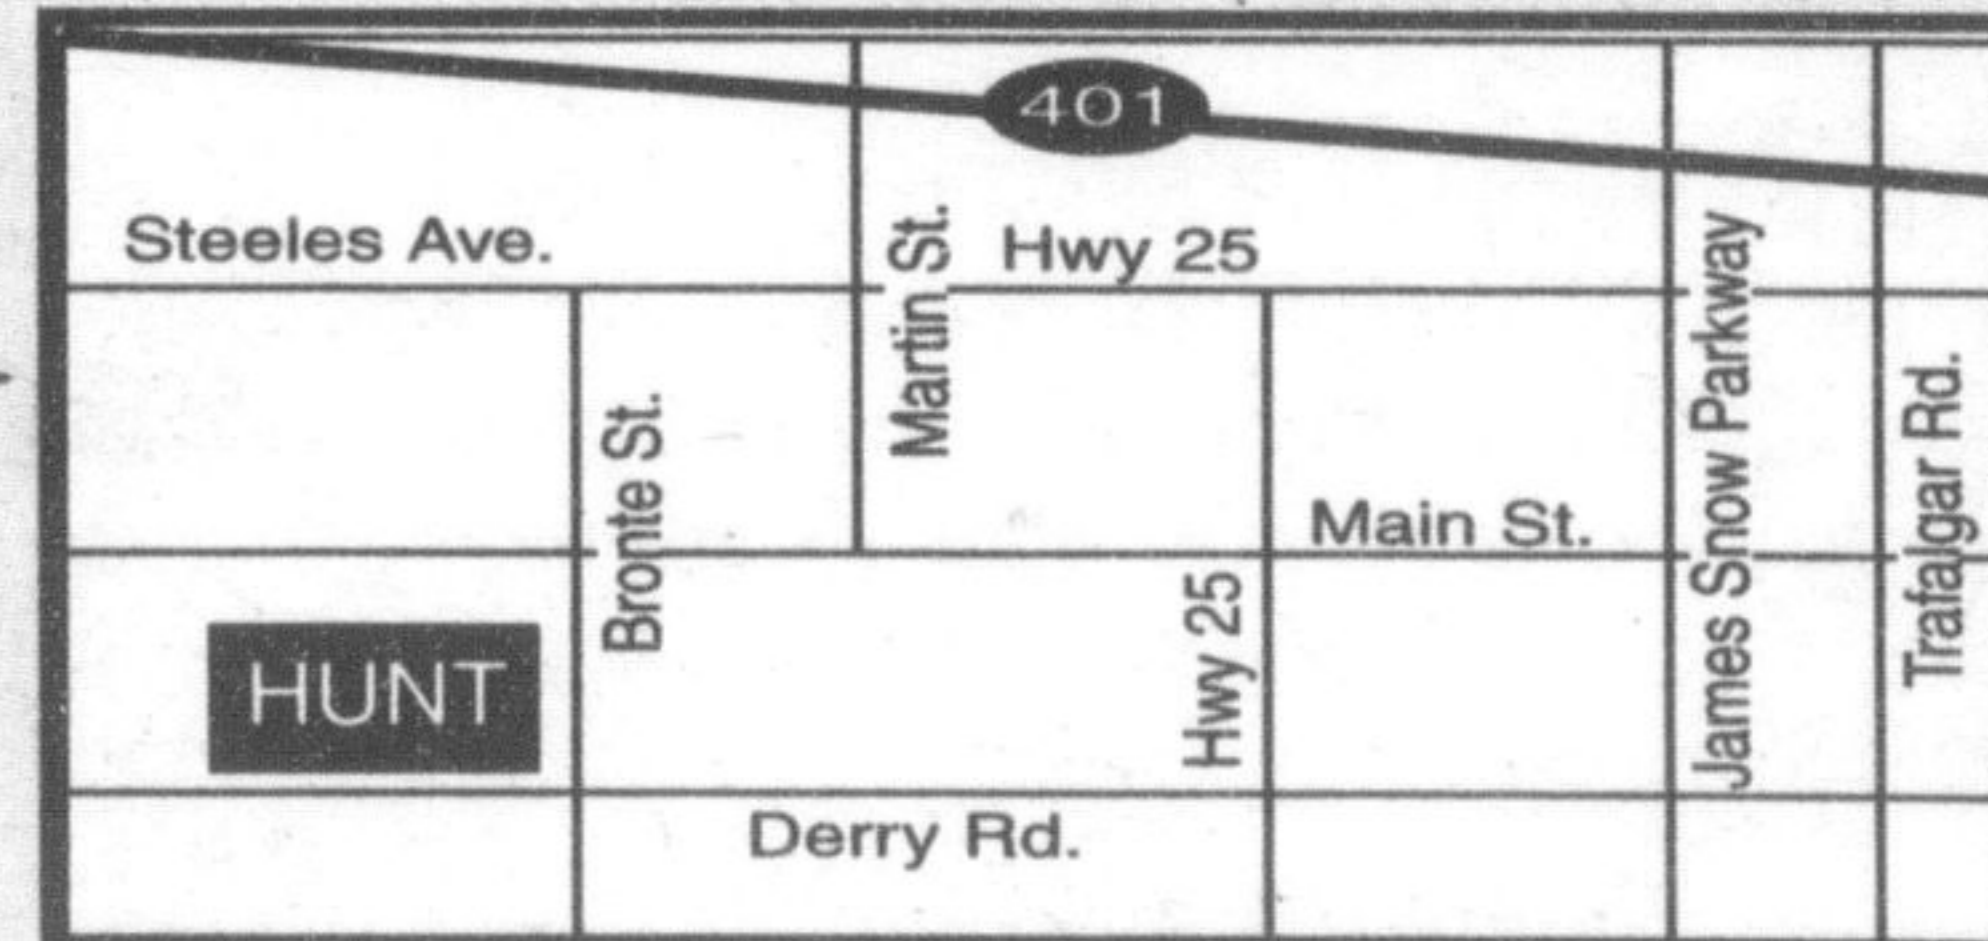 401
Steeles Ave.
Martin St.
Hwy 25
James Snow Parkway
Trafalgar Rd.
Bronte St.
Main St.
Hwy 25
HUNT
Derry Rd.